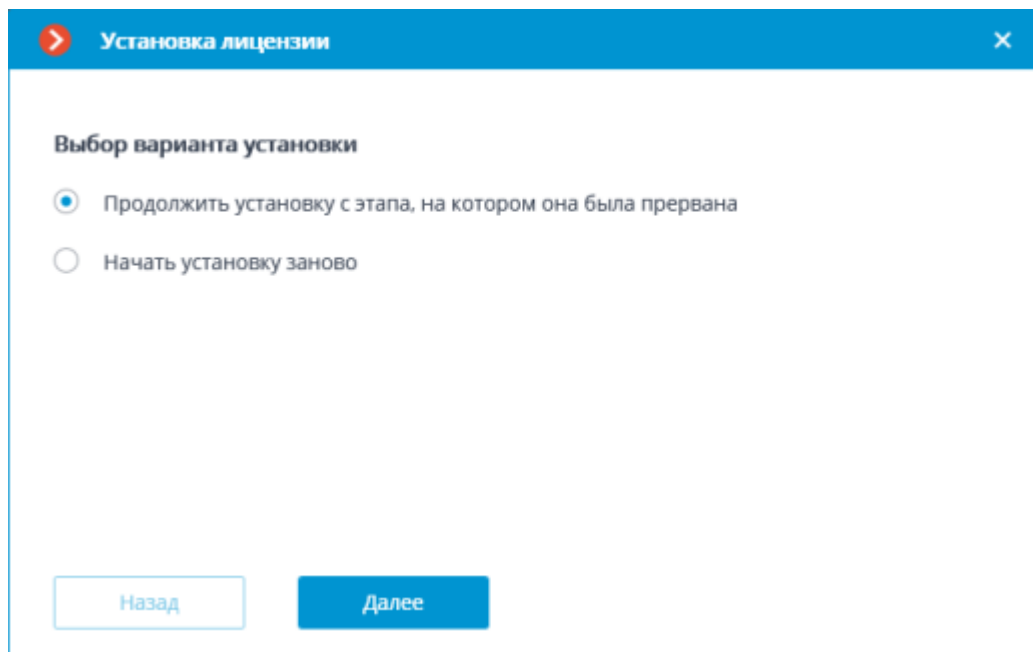 Установка лицензии
Выбор варианта установки
Продолжить установку с этапа, на котором она была прервана
Начать установку заново
Назад
Далее